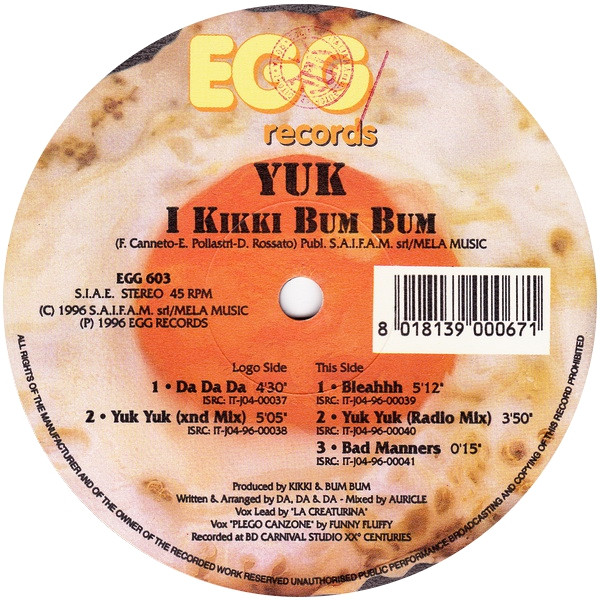 EGG
records
YUK
I KIKKI BUM BUM
(F. Canneto-E. Pollastri-D. Rossato) Publ. S.A.I.F.A.M. srl/MELA MUSIC
EGG 603
S.I.A.E. STEREO 45 RPM
(C) 1996 S.A.I.F.A.M. srl/MELA MUSIC
(P) 1996 EGG RECORDS
8 018139 000671
Logo Side
1 • Da Da Da 4'30"
ISRC: IT-J04-00037
2 • Yuk Yuk (xnd Mix) 5'05"
ISRC: IT-J04-96-00038
This Side
1 • Bleahhh 5'12"
ISRC: IT-J04-96-00039
2 • Yuk Yuk (Radio Mix) 3'50"
ISRC: IT-J04-96-00040
3 • Bad Manners 0'15"
ISRC: IT-J04-96-00041
Produced by KIKKI & BUM BUM
Written & Arranged by DA, DA & DA - Mixed by AURICLE
Vox Lead by "LA CREATURINA"
Vox "PLEGO CANZONE" by FUNNY FLUFFY
Recorded at BD CARNIVAL STUDIO XX° CENTURIES
ALL RIGHTS OF THE MANUFACTURER AND OF THE OWNER OF THE RECORDED WORK RESERVED UNAUTHORISED PUBLIC PERFORMANCE BROADCASTING AND COPYING OF THIS RECORD PROHIBITED